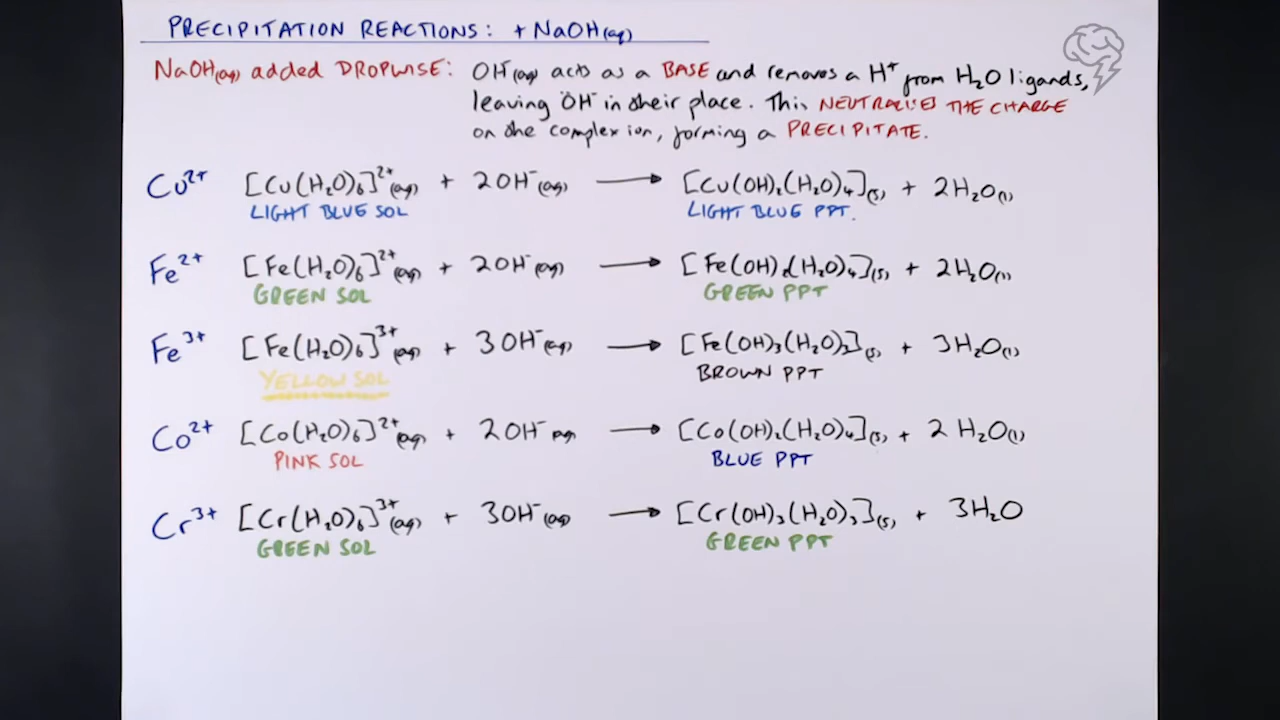 PRECIPITATION REACTIONS: + NaOH(aq)
NaOH(aq) added DROPWISE: OH⁻(aq) acts as a BASE and removes a H⁺ from H₂O ligands,
leaving OH⁻ in their place. This NEUTRALISES THE CHARGE
on the complex ion, forming a PRECIPITATE.
Cu²⁺ [Cu(H₂O)₆]²⁺(aq) + 2OH⁻(aq) ⟶ [Cu(OH)₂(H₂O)₄](s) + 2H₂O(l)
LIGHT BLUE SOL LIGHT BLUE PPT.
Fe²⁺ [Fe(H₂O)₆]²⁺(aq) + 2OH⁻(aq) ⟶ [Fe(OH)₂(H₂O)₄](s) + 2H₂O(l)
GREEN SOL GREEN PPT
Fe³⁺ [Fe(H₂O)₆]³⁺(aq) + 3OH⁻(aq) ⟶ [Fe(OH)₃(H₂O)₃](s) + 3H₂O(l)
YELLOW SOL BROWN PPT
Co²⁺ [Co(H₂O)₆]²⁺(aq) + 2OH⁻(aq) ⟶ [Co(OH)₂(H₂O)₄](s) + 2H₂O(l)
PINK SOL BLUE PPT
Cr³⁺ [Cr(H₂O)₆]³⁺(aq) + 3OH⁻(aq) ⟶ [Cr(OH)₃(H₂O)₃](s) + 3H₂O
GREEN SOL GREEN PPT